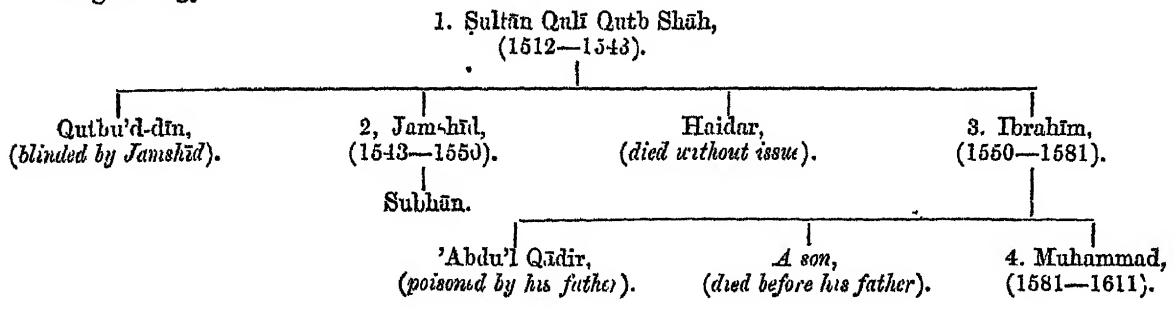 1. Ṣultān Qulī Qutb Shāh,
(1512—1543).
Qutbu'd-dīn,
(blinded by Jamshīd).
2, Jamshīd,
(1543—1550).
Haidar,
(died without issue).
3. Ibrahīm,
(1550—1581).
Subhān.
'Abdu'l Qādir,
(poisoned by his father).
A son,
(died before his father).
4. Muhammad,
(1581—1611).